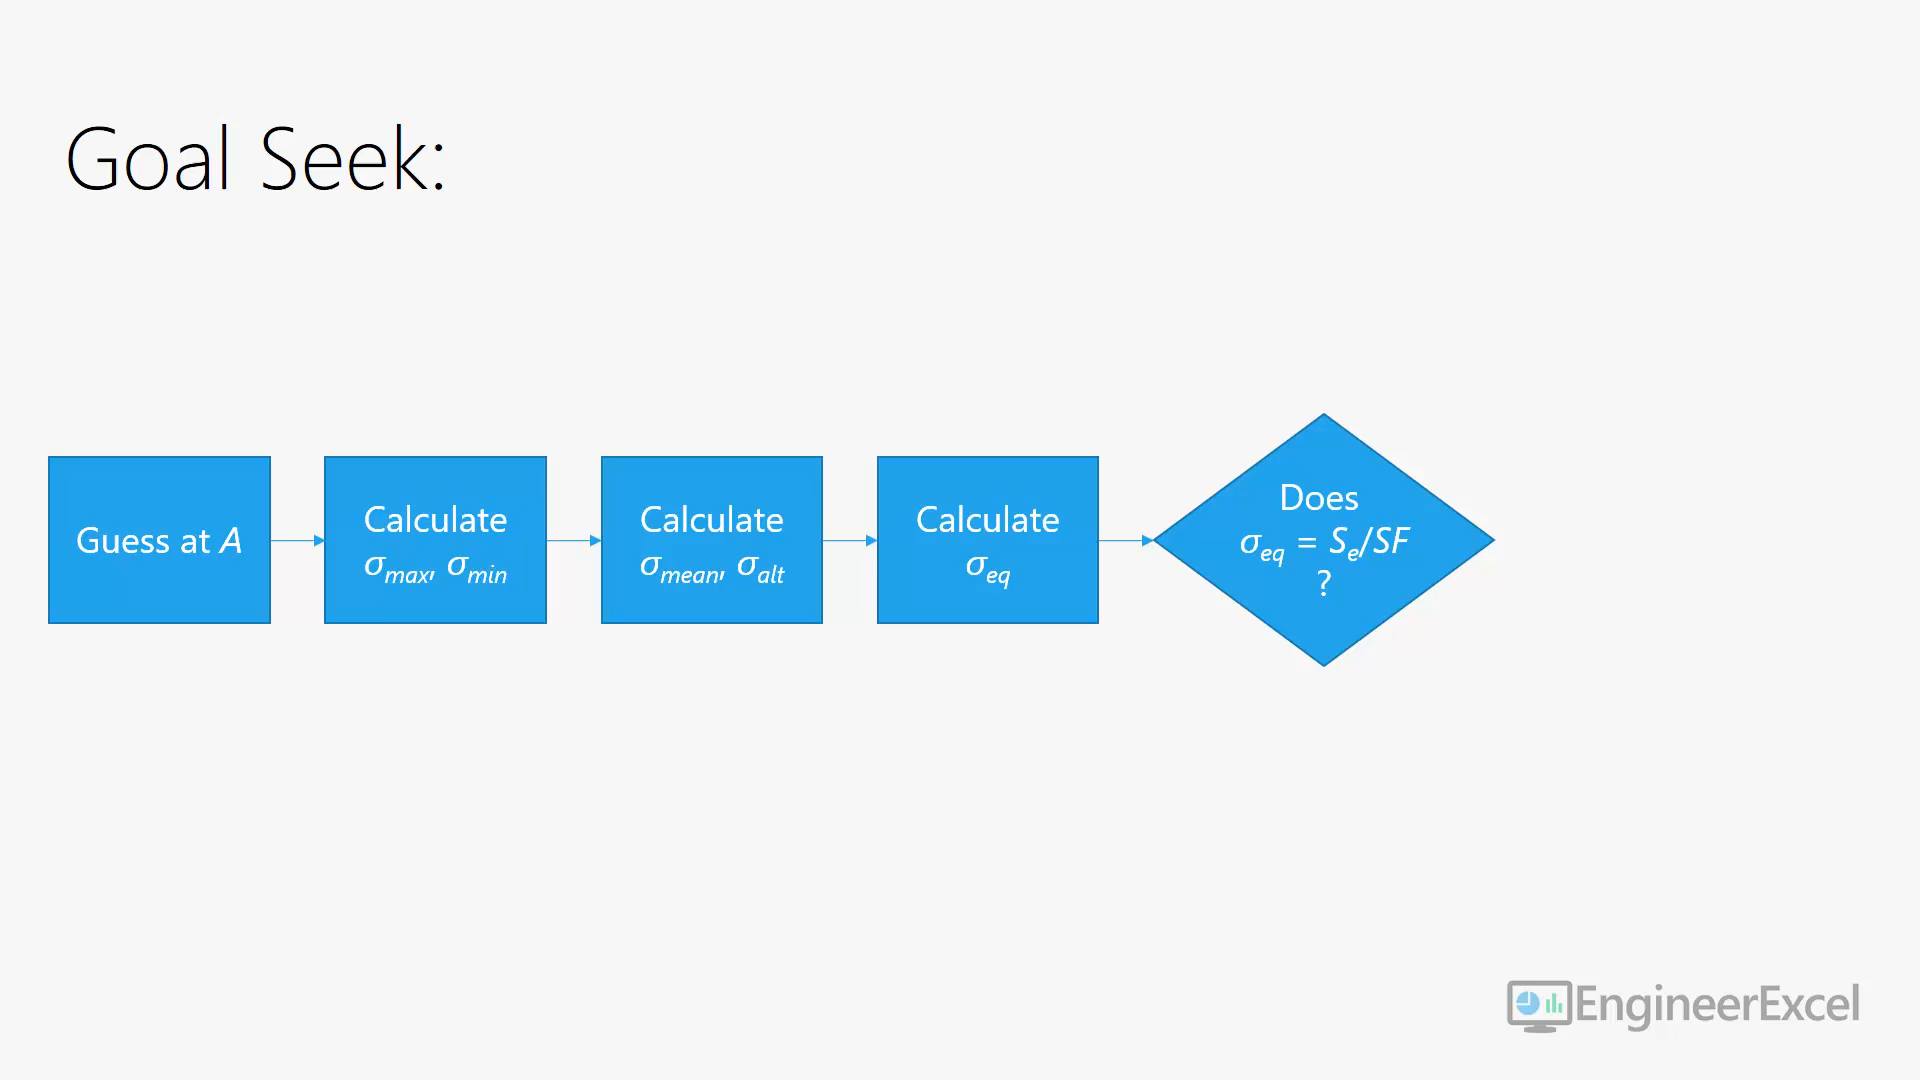 Goal Seek:
Guess at A
Calculate
σmax, σmin
Calculate
σmean, σalt
Calculate
σeq
Does
σeq = Se/SF
?
EngineerExcel